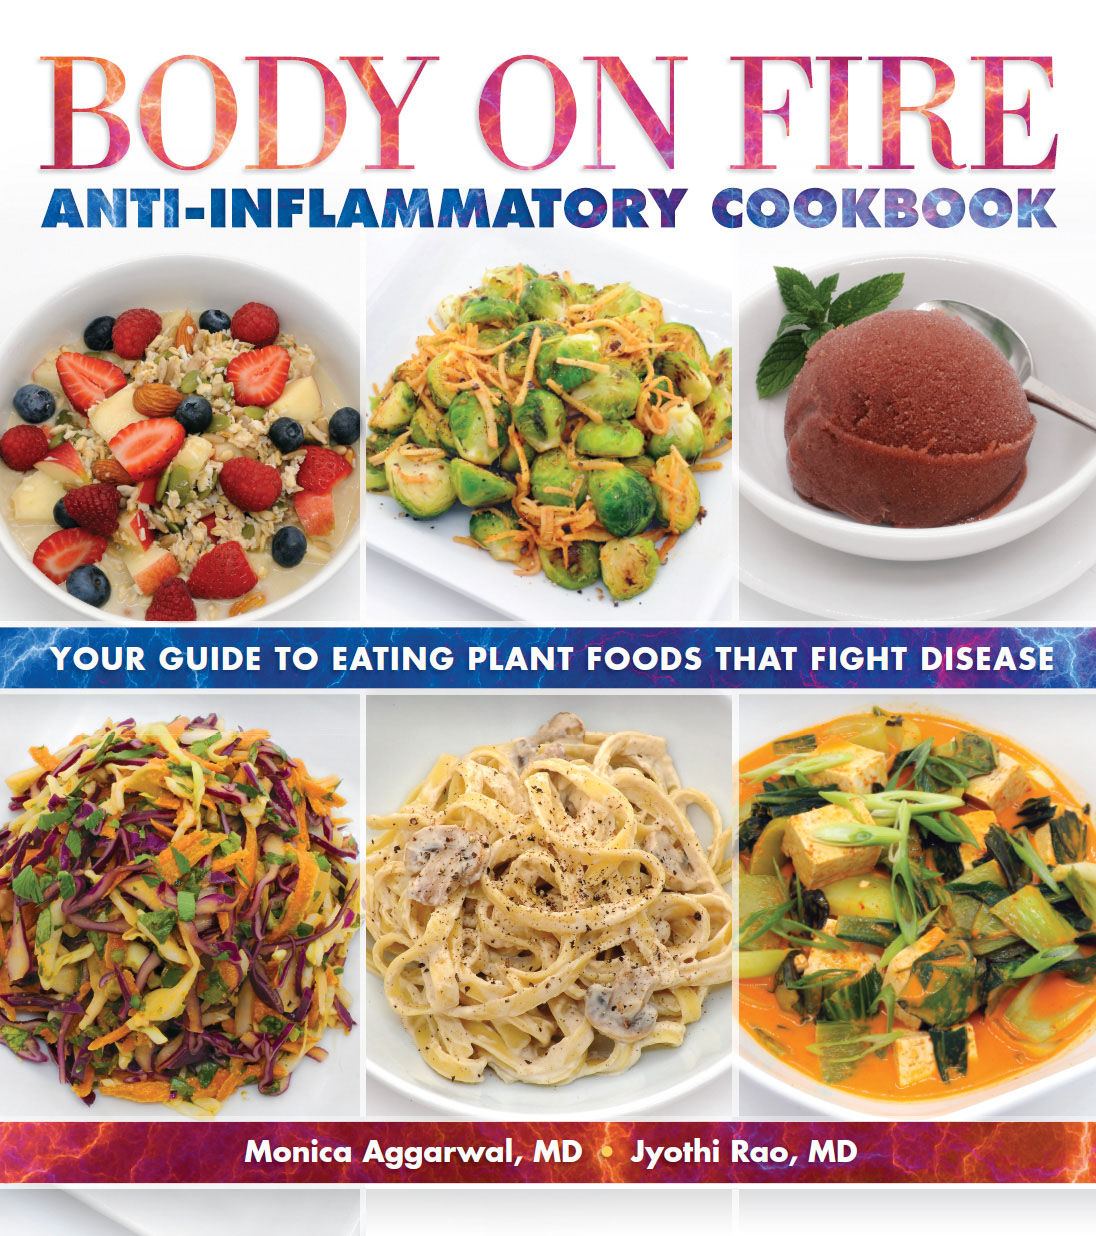 BODY ON FIRE
ANTI-INFLAMMATORY COOKBOOK
YOUR GUIDE TO EATING PLANT FOODS THAT FIGHT DISEASE
Monica Aggarwal, MD • Jyothi Rao, MD